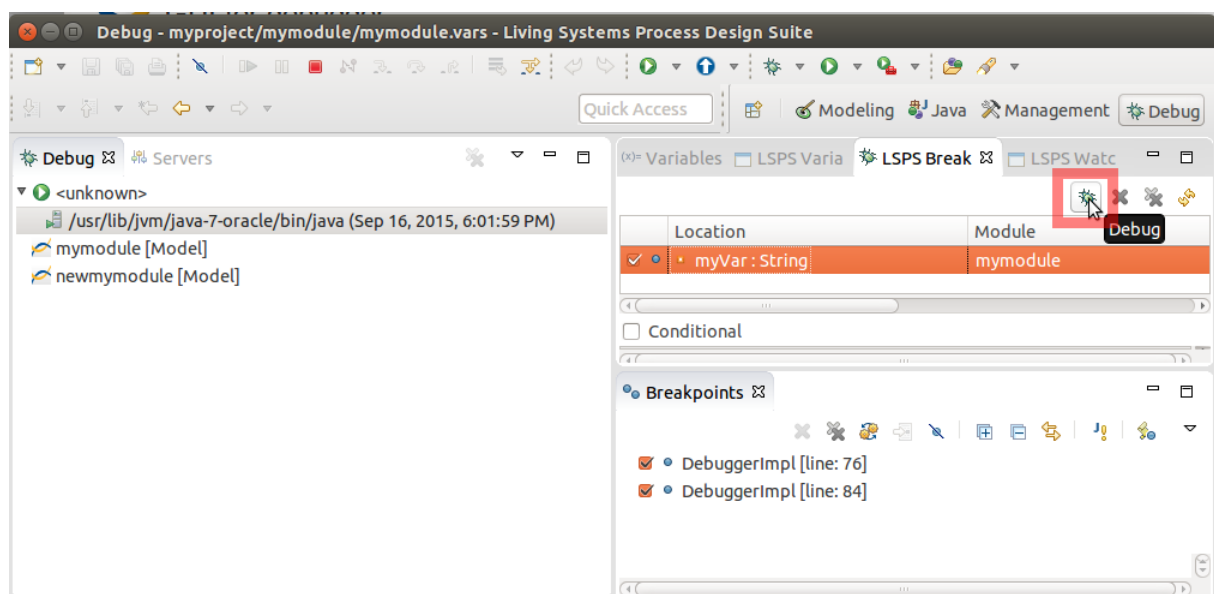 Debug - myproject/mymodule/mymodule.vars - Living Systems Process Design Suite
Quick Access
Modeling
Java
Management
Debug
Debug
Servers
<unknown>
/usr/lib/jvm/java-7-oracle/bin/java (Sep 16, 2015, 6:01:59 PM)
mymodule [Model]
newmymodule [Model]
(x)= Variables
LSPS Varia
LSPS Break
LSPS Watc
Debug
Location
Module
myVar : String
mymodule
Conditional
Breakpoints
DebuggerImpl [line: 76]
DebuggerImpl [line: 84]